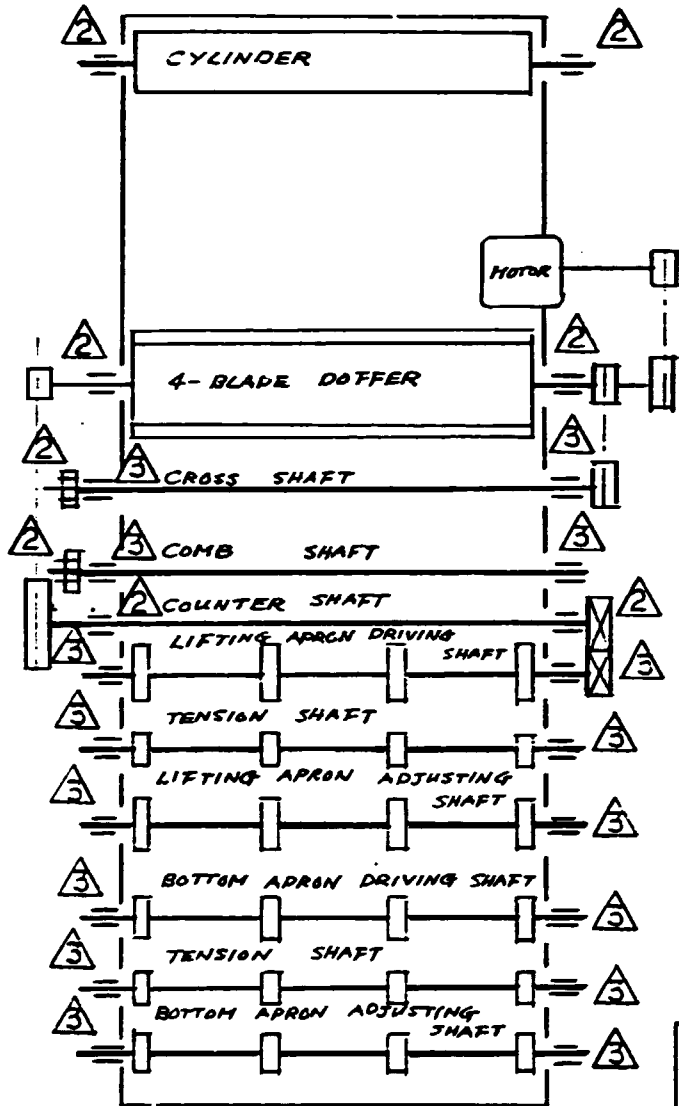 2 2
CYLINDER
MOTOR
2 2
4-BLADE DOFFER
2 3 3
CROSS SHAFT
2 3 3
COMB SHAFT
2 2
COUNTER SHAFT
3 LIFTING APRON DRIVING
SHAFT 3
3 TENSION SHAFT 3
LIFTING APRON ADJUSTING
3 SHAFT 3
3 BOTTOM APRON DRIVING SHAFT 3
3 TENSION SHAFT 3
3 BOTTOM APRON ADJUSTING
SHAFT 3